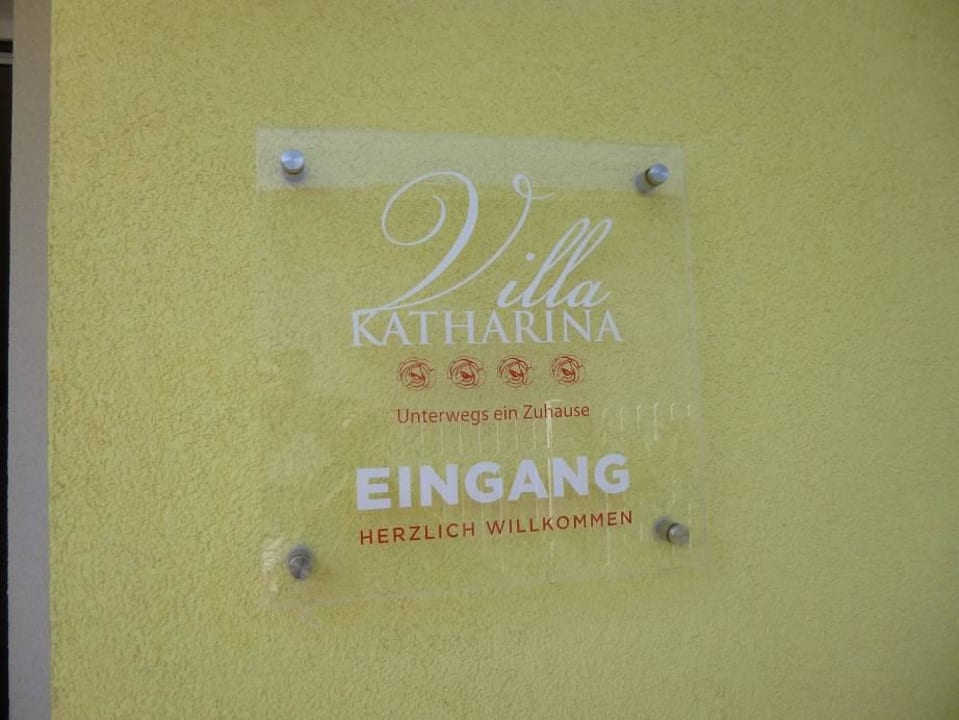 Villa
KATHARINA
Unterwegs ein Zuhause
EINGANG
HERZLICH WILLKOMMEN